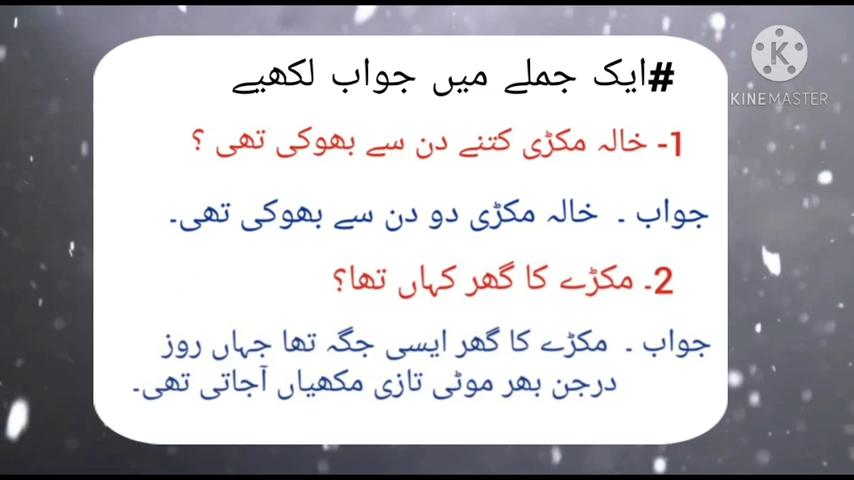 #ایک جملے میں جواب لکھیے
KINEMASTER
1- خالہ مکڑی کتنے دن سے بھوکی تھی ؟
جواب ۔ خالہ مکڑی دو دن سے بھوکی تھی۔
2۔ مکڑے کا گھر کہاں تھا؟
جواب ۔ مکڑے کا گھر ایسی جگہ تھا جہاں روز
درجن بھر موٹی تازی مکھیاں آجاتی تھی۔